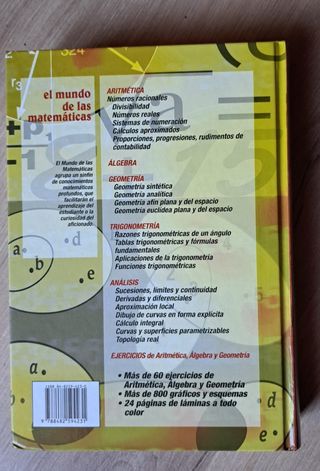 el mundo
de las
matemáticas
El Mundo de las
Matemáticas
agrupa un sinfín
de conocimientos
matemáticos
profundos, que
facilitarán el
aprendizaje del
estudiante o la
curiosidad del
aficionado.
ARITMÉTICA
Números racionales
Divisibilidad
Números reales
Sistemas de numeración
Cálculos aproximados
Proporciones, progresiones, rudimentos de
contabilidad
ÁLGEBRA
GEOMETRÍA
Geometría sintética
Geometría analítica
Geometría afín plana y del espacio
Geometría euclídea plana y del espacio
TRIGONOMETRÍA
Razones trigonométricas de un ángulo
Tablas trigonométricas y fórmulas
fundamentales
Aplicaciones de la trigonometría
Funciones trigonométricas
ANÁLISIS
Sucesiones, límites y continuidad
Derivadas y diferenciales
Aproximación local
Dibujo de curvas en forma explícita
Cálculo integral
Curvas y superficies parametrizables
Topología real
EJERCICIOS de Aritmética, Álgebra y Geometría
• Más de 60 ejercicios de
Aritmética, Álgebra y Geometría
• Más de 800 gráficos y esquemas
• 24 páginas de láminas a todo
color
.d
a.
.b
.e
a.
.d